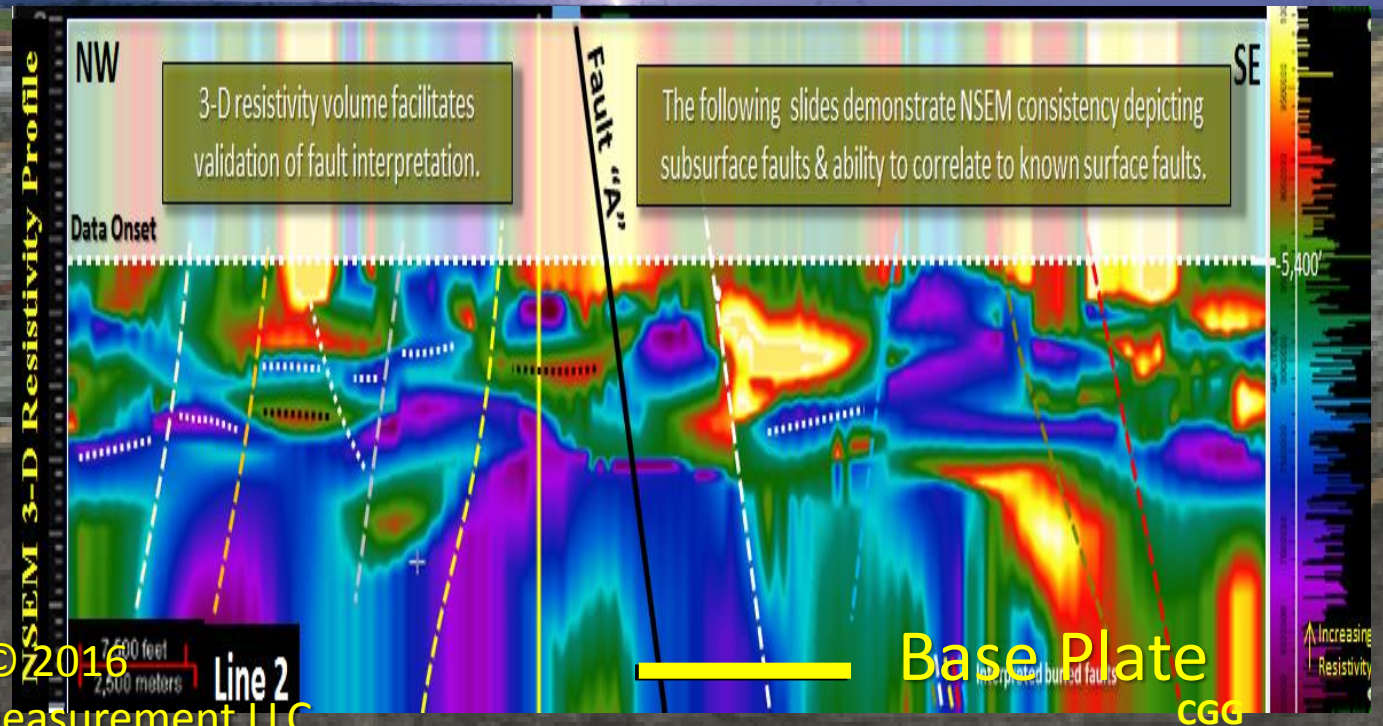 NSEM 3-D Resistivity Profile
NW
3-D resistivity volume facilitates
validation of fault interpretation.
Fault "A"
The following slides demonstrate NSEM consistency depicting
subsurface faults & ability to correlate to known surface faults.
SE
Data Onset
-5,400'
7,500 feet
2,500 meters
Line 2
© 2016
easurement LLC
Base Plate
Interpreted buried faults
CGG
Increasing
Resistivity